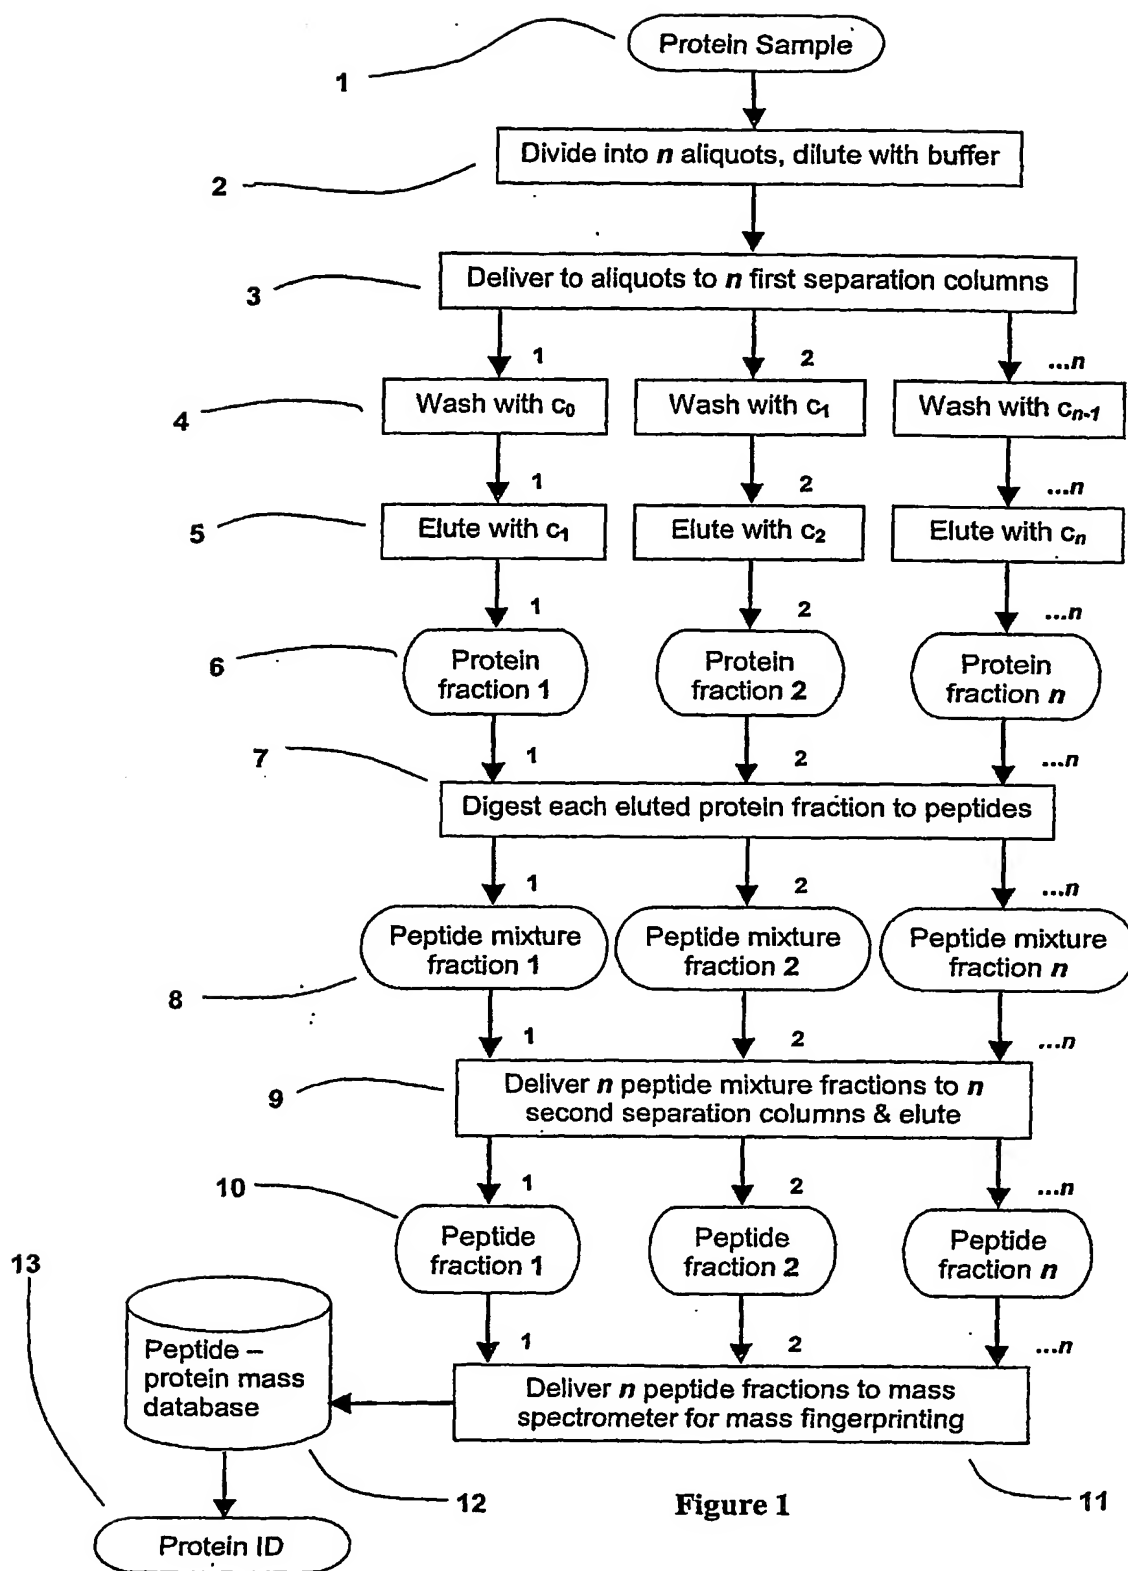 Protein Sample
1
Divide into n aliquots, dilute with buffer
2
Deliver to aliquots to n first separation columns
3
1 2 ...n
Wash with c₀ Wash with c₁ Wash with cₙ₋₁
4
1 2 ...n
Elute with c₁ Elute with c₂ Elute with cₙ
5
1 2 ...n
Protein Protein Protein
fraction 1 fraction 2 fraction n
6
7
1 2 ...n
Digest each eluted protein fraction to peptides
1 2 ...n
Peptide mixture Peptide mixture Peptide mixture
fraction 1 fraction 2 fraction n
8
1 2 ...n
Deliver n peptide mixture fractions to n
second separation columns & elute
9
10
1 2 ...n
Peptide Peptide Peptide
fraction 1 fraction 2 fraction n
13
1 2 ...n
Peptide –
protein mass
database
Deliver n peptide fractions to mass
spectrometer for mass fingerprinting
12
Figure 1
11
Protein ID